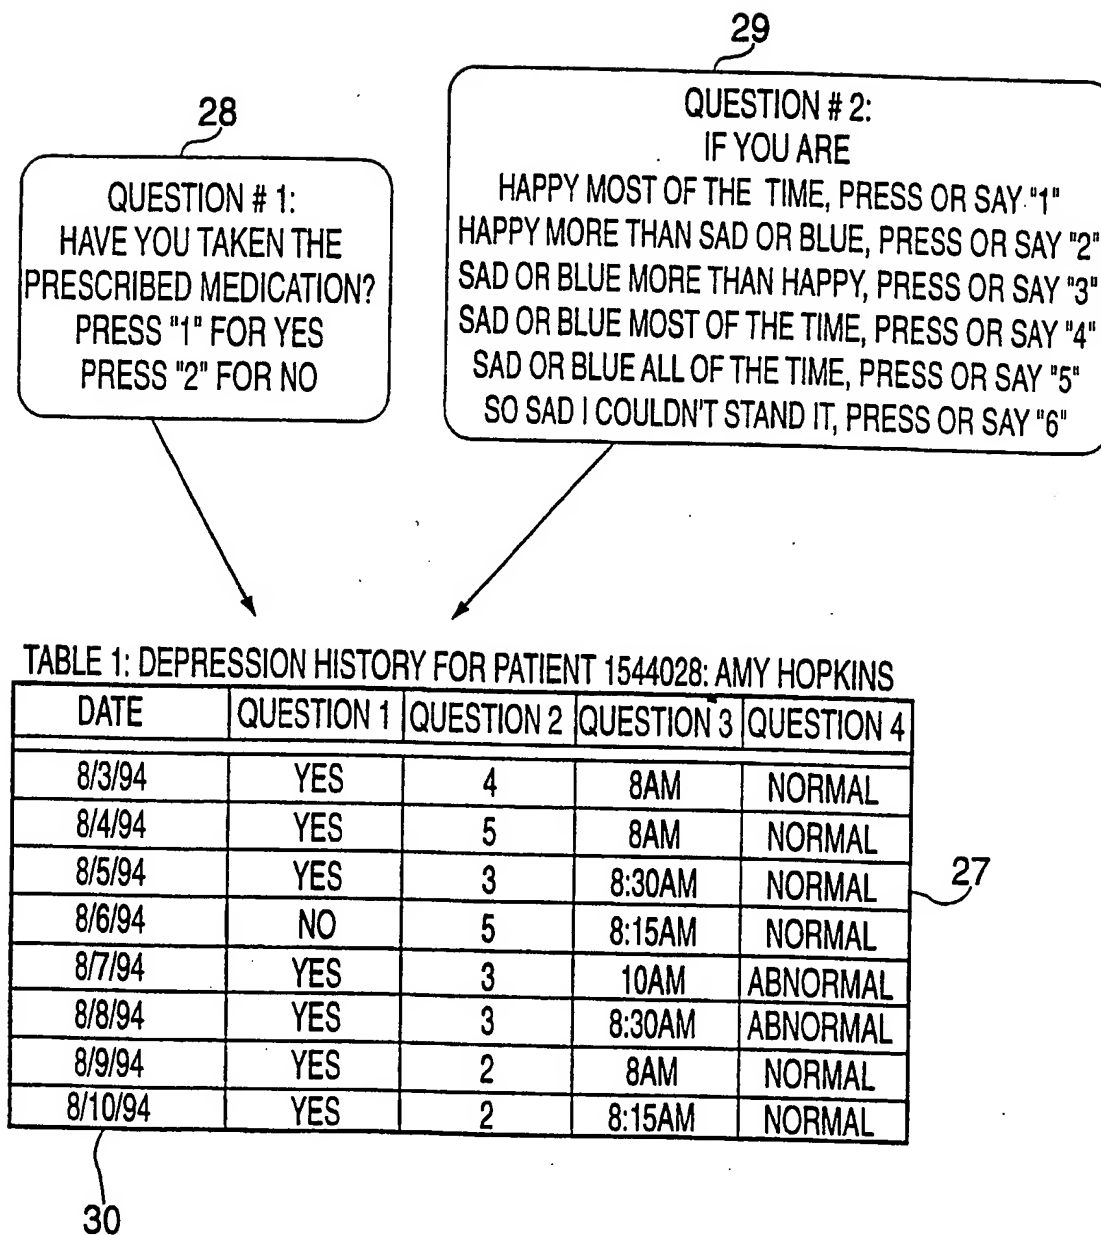 28
QUESTION # 1:
HAVE YOU TAKEN THE
PRESCRIBED MEDICATION?
PRESS "1" FOR YES
PRESS "2" FOR NO
29
QUESTION # 2:
IF YOU ARE
HAPPY MOST OF THE TIME, PRESS OR SAY "1"
HAPPY MORE THAN SAD OR BLUE, PRESS OR SAY "2"
SAD OR BLUE MORE THAN HAPPY, PRESS OR SAY "3"
SAD OR BLUE MOST OF THE TIME, PRESS OR SAY "4"
SAD OR BLUE ALL OF THE TIME, PRESS OR SAY "5"
SO SAD I COULDN'T STAND IT, PRESS OR SAY "6"
TABLE 1: DEPRESSION HISTORY FOR PATIENT 1544028: AMY HOPKINS
DATE QUESTION 1 QUESTION 2 QUESTION 3 QUESTION 4
8/3/94 YES 4 8AM NORMAL
8/4/94 YES 5 8AM NORMAL
8/5/94 YES 3 8:30AM NORMAL
8/6/94 NO 5 8:15AM NORMAL
8/7/94 YES 3 10AM ABNORMAL
8/8/94 YES 3 8:30AM ABNORMAL
8/9/94 YES 2 8AM NORMAL
8/10/94 YES 2 8:15AM NORMAL
27
30